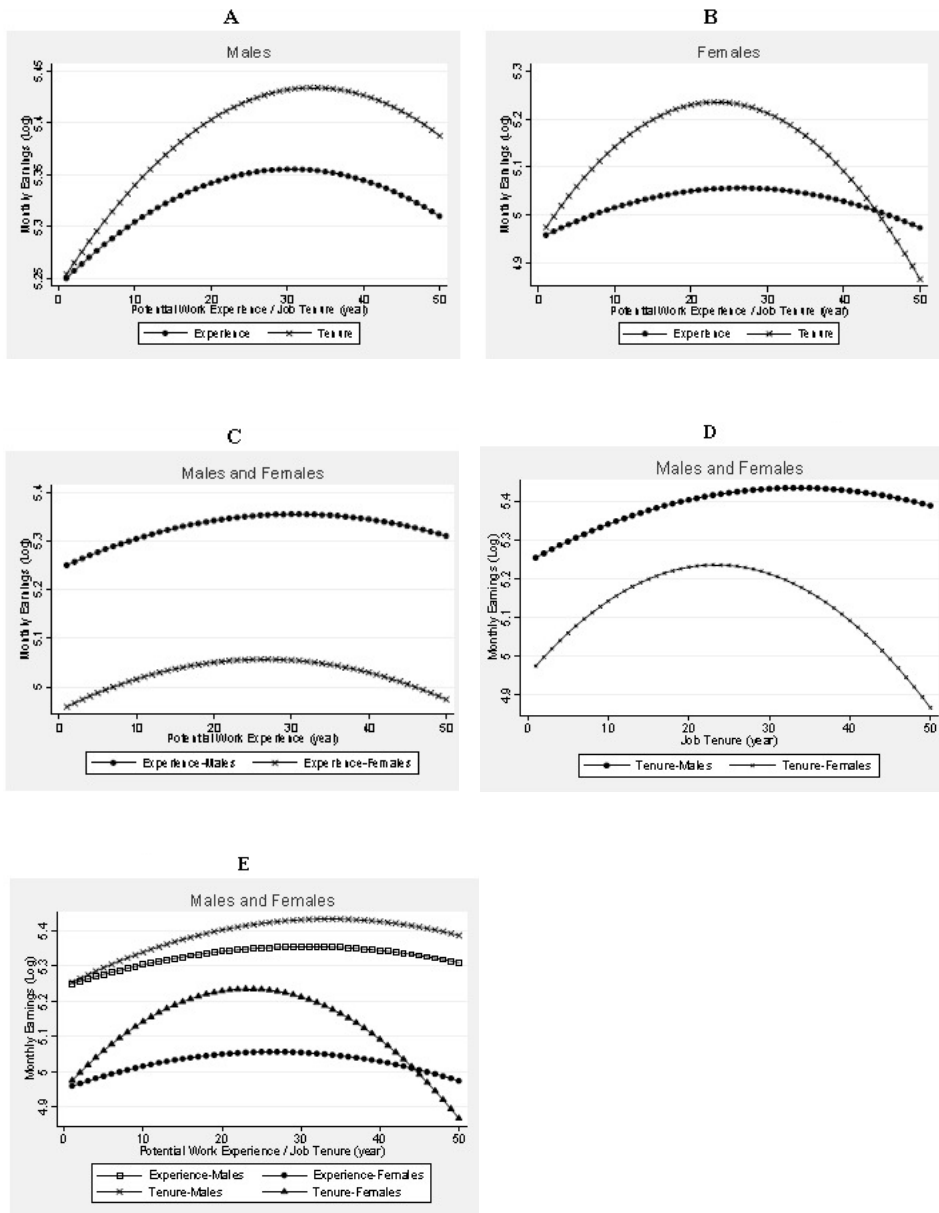 A
Males
Monthly Earnings (Log)
5.45
5.4
5.35
5.3
5.25
0 10 20 30 40 50
Potential Work Experience / Job Tenure (year)
Experience Tenure
B
Females
Monthly Earnings (Log)
5.3
5.2
5.1
5
4.9
0 10 20 30 40 50
Potential Work Experience / Job Tenure (year)
Experience Tenure
C
Males and Females
Monthly Earnings (Log)
5.4
5.3
5.2
5.1
5
0 10 20 30 40 50
Potential Work Experience (year)
Experience-Males Experience-Females
D
Males and Females
Monthly Earnings (Log)
5.4
5.3
5.2
5.1
5
4.9
0 10 20 30 40 50
Job Tenure (year)
Tenure-Males Tenure-Females
E
Males and Females
Monthly Earnings (Log)
5.4
5.3
5.2
5.1
5
4.9
0 10 20 30 40 50
Potential Work Experience / Job Tenure (year)
Experience-Males Experience-Females
Tenure-Males Tenure-Females